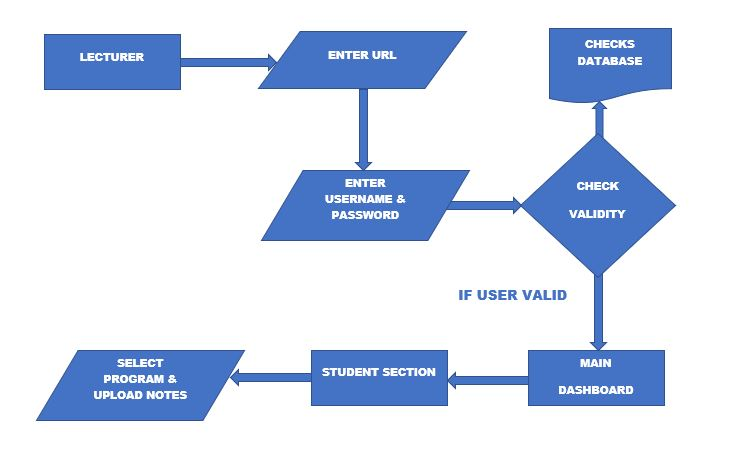 LECTURER
ENTER URL
CHECKS
DATABASE
ENTER
USERNAME &
PASSWORD
CHECK
VALIDITY
IF USER VALID
SELECT
PROGRAM &
UPLOAD NOTES
STUDENT SECTION
MAIN
DASHBOARD